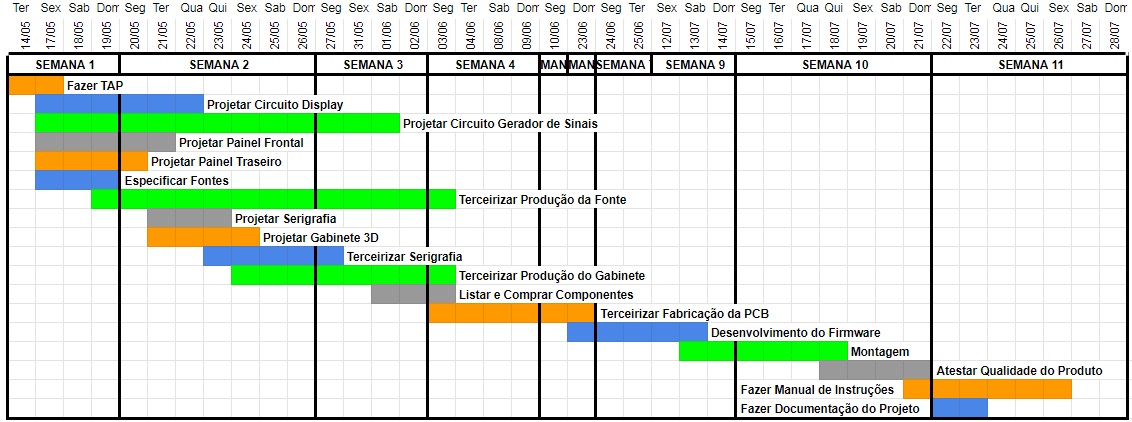 Ter Sex Sab Dom Seg Ter Qua Qui Sex Sab Dom Seg Sex Sab Dom Seg Ter Sab Dom Seg Dom Seg Ter Sex Sab Dom Seg Ter Qua Qui Sex Sab Dom Seg Ter Qua Qui Sex Sab Dom
14/05 17/05 18/05 19/05 20/05 21/05 22/05 23/05 24/05 25/05 26/05 27/05 31/05 01/06 02/06 03/06 04/06 08/06 09/06 10/06 23/06 24/06 25/06 12/07 13/07 14/07 15/07 16/07 17/07 18/07 19/07 20/07 21/07 22/07 23/07 24/07 25/07 26/07 27/07 28/07
SEMANA 1 SEMANA 2 SEMANA 3 SEMANA 4 MAN MAN SEMANA SEMANA 9 SEMANA 10 SEMANA 11
Fazer TAP
Projetar Circuito Display
Projetar Circuito Gerador de Sinais
Projetar Painel Frontal
Projetar Painel Traseiro
Especificar Fontes
Terceirizar Produção da Fonte
Projetar Serigrafia
Projetar Gabinete 3D
Terceirizar Serigrafia
Terceirizar Produção do Gabinete
Listar e Comprar Componentes
Terceirizar Fabricação da PCB
Desenvolvimento do Firmware
Montagem
Atestar Qualidade do Produto
Fazer Manual de Instruções
Fazer Documentação do Projeto